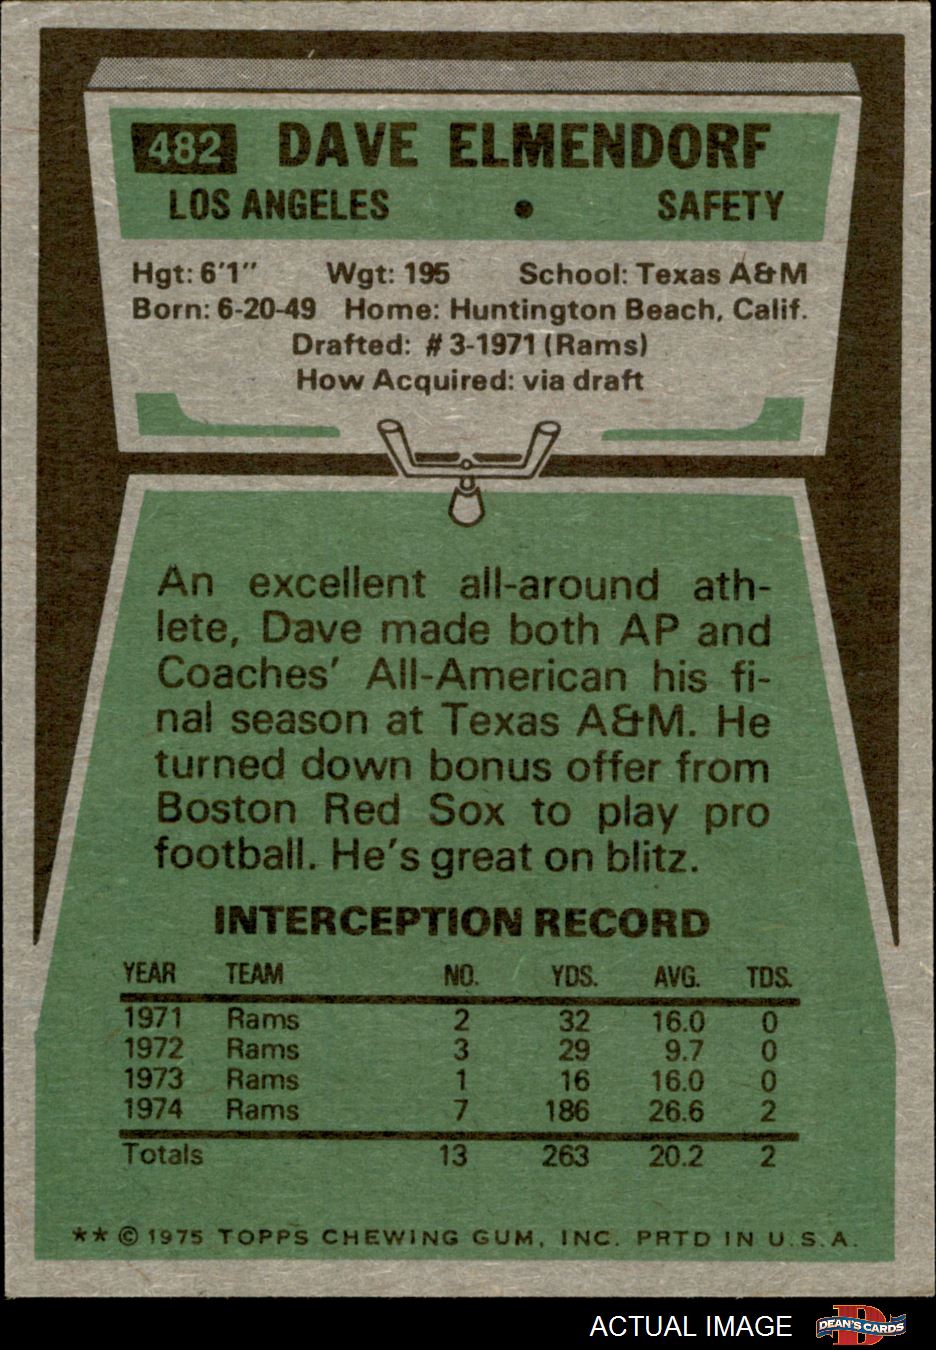 482 DAVE ELMENDORF
LOS ANGELES • SAFETY
Hgt: 6'1" Wgt: 195 School: Texas A&M
Born: 6-20-49 Home: Huntington Beach, Calif.
Drafted: # 3-1971 (Rams)
How Acquired: via draft
An excellent all-around ath-
lete, Dave made both AP and
Coaches' All-American his fi-
nal season at Texas A&M. He
turned down bonus offer from
Boston Red Sox to play pro
football. He's great on blitz.
INTERCEPTION RECORD
YEAR TEAM NO. YDS. AVG. TDS.
1971 Rams 2 32 16.0 0
1972 Rams 3 29 9.7 0
1973 Rams 1 16 16.0 0
1974 Rams 7 186 26.6 2
Totals 13 263 20.2 2
** © 1975 TOPPS CHEWING GUM, INC. PRTD IN U.S.A.
ACTUAL IMAGE DEAN'S CARDS